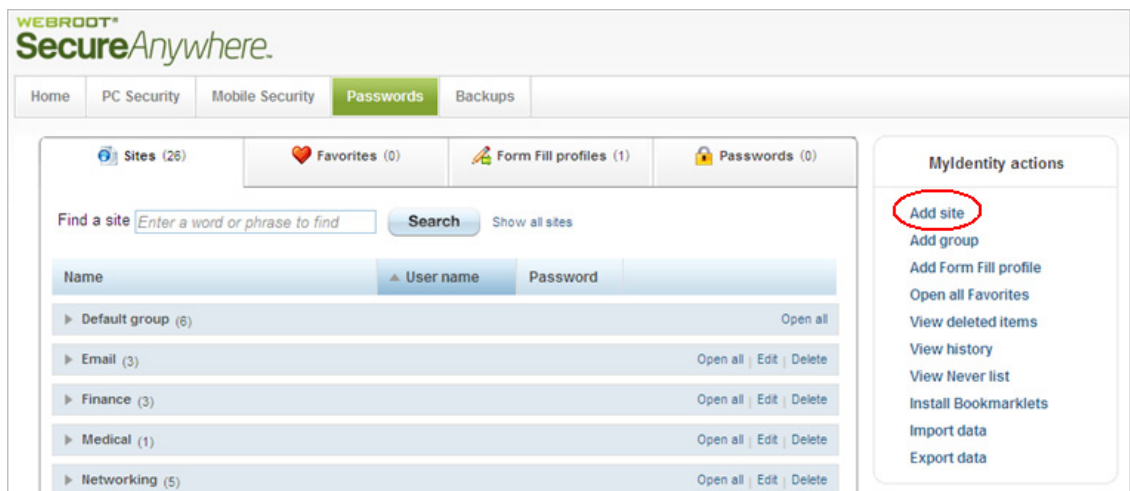 WEBROOT®
SecureAnywhere™
Home PC Security Mobile Security Passwords Backups
Sites (26) Favorites (0) Form Fill profiles (1) Passwords (0)
Find a site Enter a word or phrase to find Search Show all sites
Name User name Password
Default group (6) Open all
Email (3) Open all | Edit | Delete
Finance (3) Open all | Edit | Delete
Medical (1) Open all | Edit | Delete
Networking (5) Open all | Edit | Delete
MyIdentity actions
Add site
Add group
Add Form Fill profile
Open all Favorites
View deleted items
View history
View Never list
Install Bookmarklets
Import data
Export data